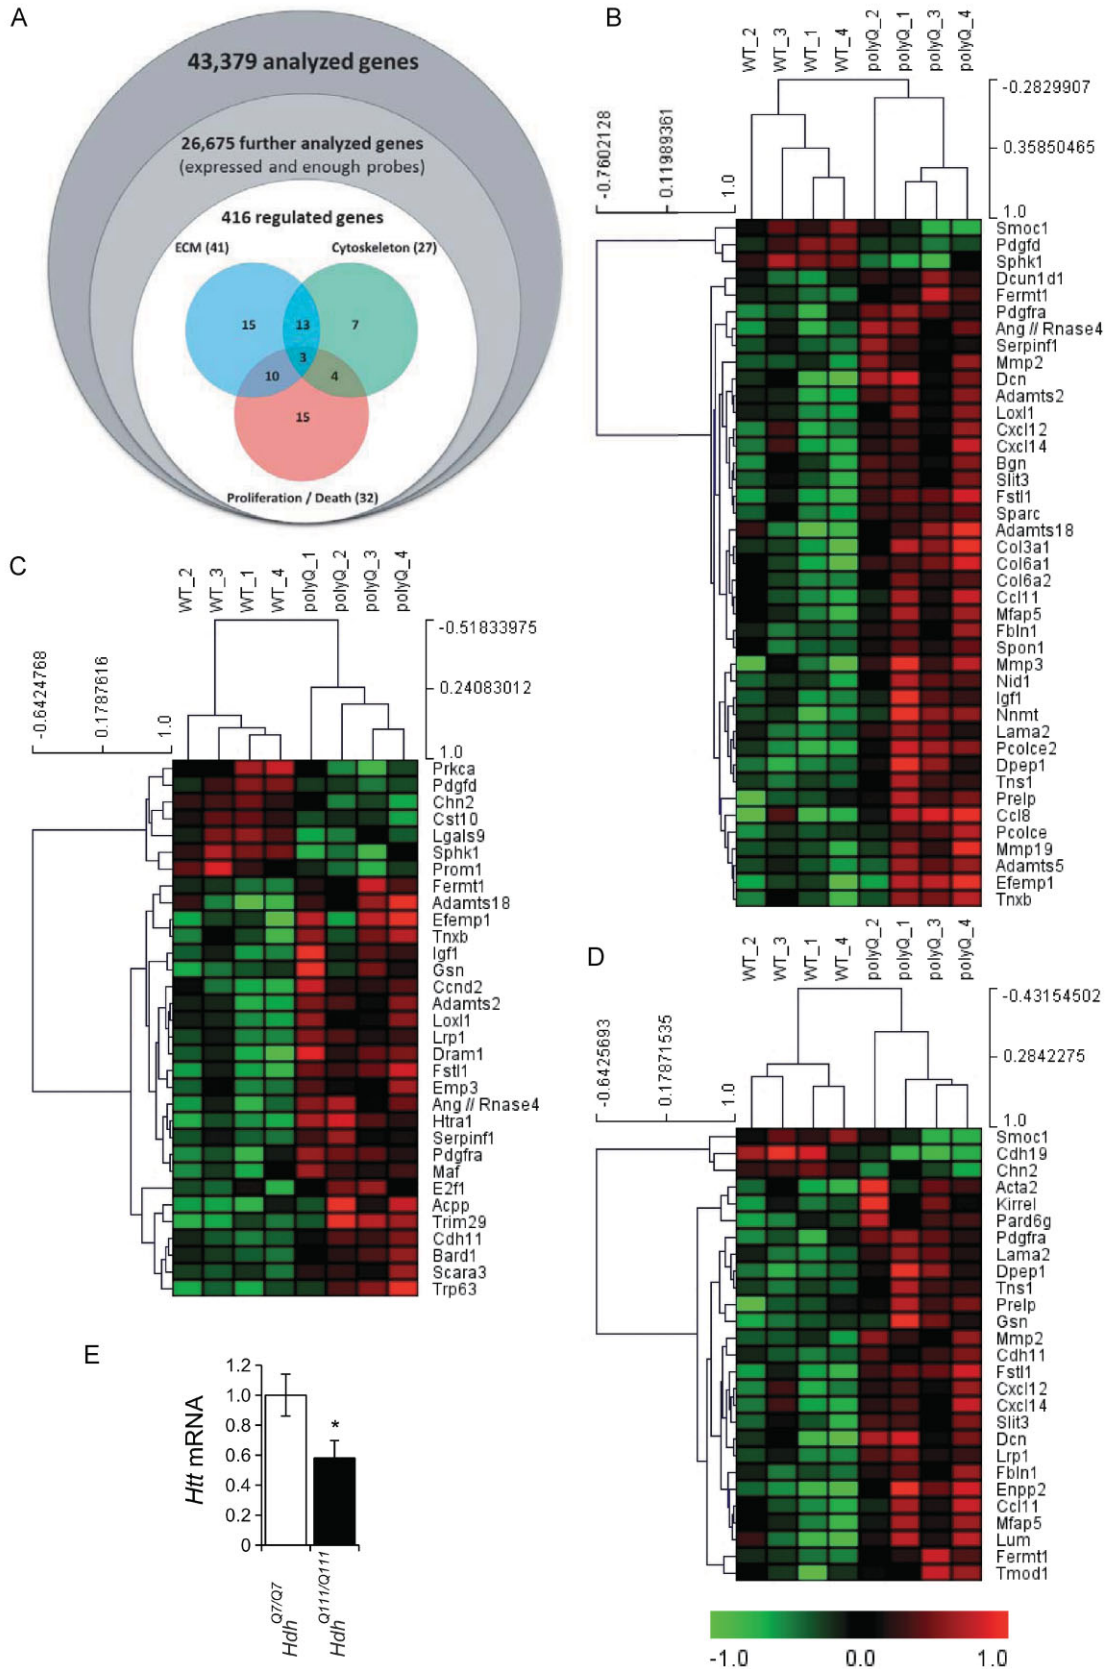 A
43,379 analyzed genes
26,675 further analyzed genes
(expressed and enough probes)
416 regulated genes
ECM (41)
Cytoskeleton (27)
15
13
7
3
10
4
15
Proliferation / Death (32)
B
WT_2
WT_3
WT_1
WT_4
polyQ_2
polyQ_1
polyQ_3
polyQ_4
-0.2829907
0.35850465
1.0
-0.7602128
0.11989361
1.0
Smoc1
Pdgfd
Sphk1
Dcun1d1
Fermt1
Pdgfra
Ang // Rnase4
Serpinf1
Mmp2
Dcn
Adamts2
Loxl1
Cxcl12
Cxcl14
Bgn
Slit3
Fstl1
Sparc
Adamts18
Col3a1
Col6a1
Col6a2
Ccl11
Mfap5
Fbln1
Spon1
Mmp3
Nid1
Igf1
Nnmt
Lama2
Pcolce2
Dpep1
Tns1
Prelp
Ccl8
Pcolce
Mmp19
Adamts5
Efemp1
Tnxb
C
WT_2
WT_3
WT_1
WT_4
polyQ_1
polyQ_2
polyQ_3
polyQ_4
-0.51833975
0.24083012
1.0
-0.6424768
0.1787616
1.0
Prkca
Pdgfd
Chn2
Cst10
Lgals9
Sphk1
Prom1
Fermt1
Adamts18
Efemp1
Tnxb
Igf1
Gsn
Ccnd2
Adamts2
Loxl1
Lrp1
Dram1
Fstl1
Emp3
Ang // Rnase4
Htra1
Serpinf1
Pdgfra
Maf
E2f1
Acpp
Trim29
Cdh11
Bard1
Scara3
Trp63
D
WT_2
WT_3
WT_1
WT_4
polyQ_2
polyQ_1
polyQ_3
polyQ_4
-0.43154502
0.2842275
1.0
-0.6425693
0.17871535
1.0
Smoc1
Cdh19
Chn2
Acta2
Kirrel
Pard6g
Pdgfra
Lama2
Dpep1
Tns1
Prelp
Gsn
Mmp2
Cdh11
Fstl1
Cxcl12
Cxcl14
Slit3
Dcn
Lrp1
Fbln1
Enpp2
Ccl11
Mfap5
Lum
Fermt1
Tmod1
-1.0 0.0 1.0
E
Htt mRNA
1.2
1.0
0.8
0.6
0.4
0.2
0
*
Hdh Q7/Q7
Hdh Q111/Q111